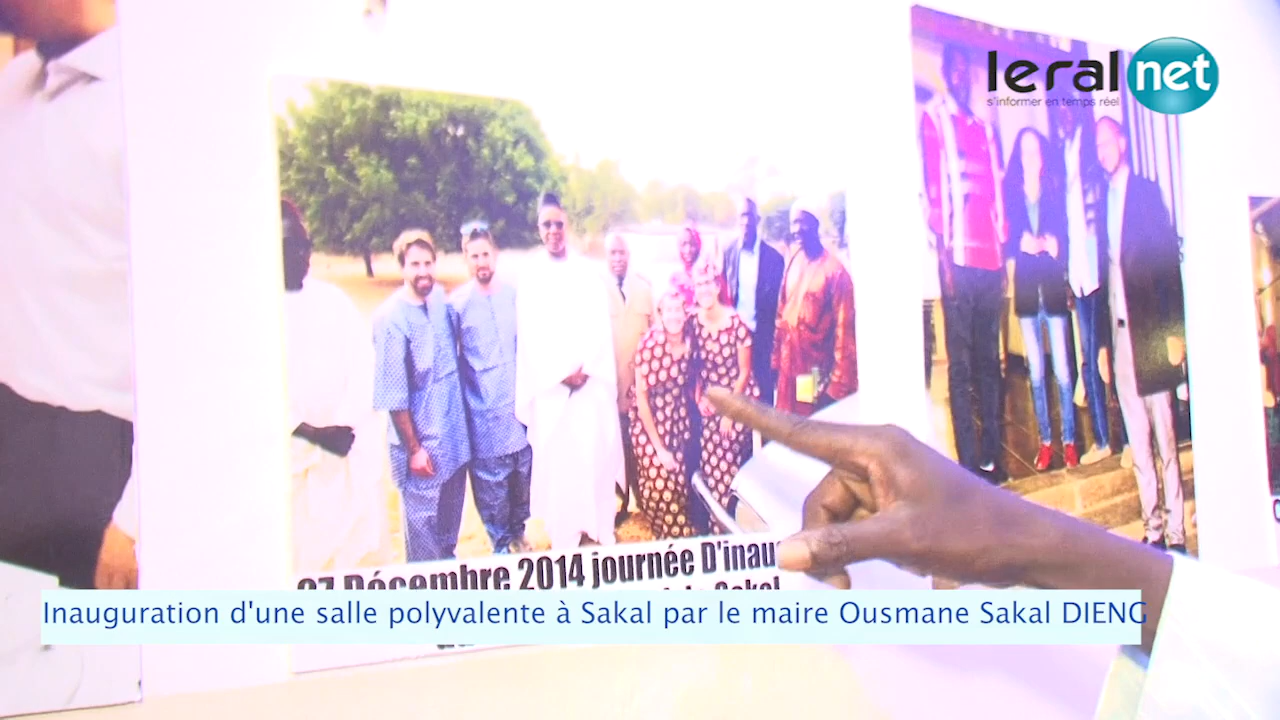 leral net
s'informer en temps réel
27 Décembre 2014 journée D'inau
Sakal
Inauguration d'une salle polyvalente à Sakal par le maire Ousmane Sakal DIENG